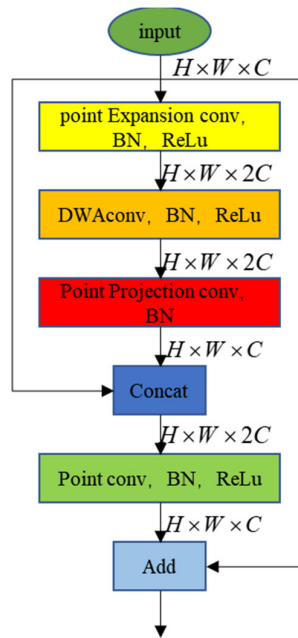 input
H×W×C
point Expansion conv,
BN, ReLu
H×W×2C
DWAconv, BN, ReLu
H×W×2C
Point Projection conv,
BN
H×W×C
Concat
H×W×2C
Point conv, BN, ReLu
H×W×C
Add